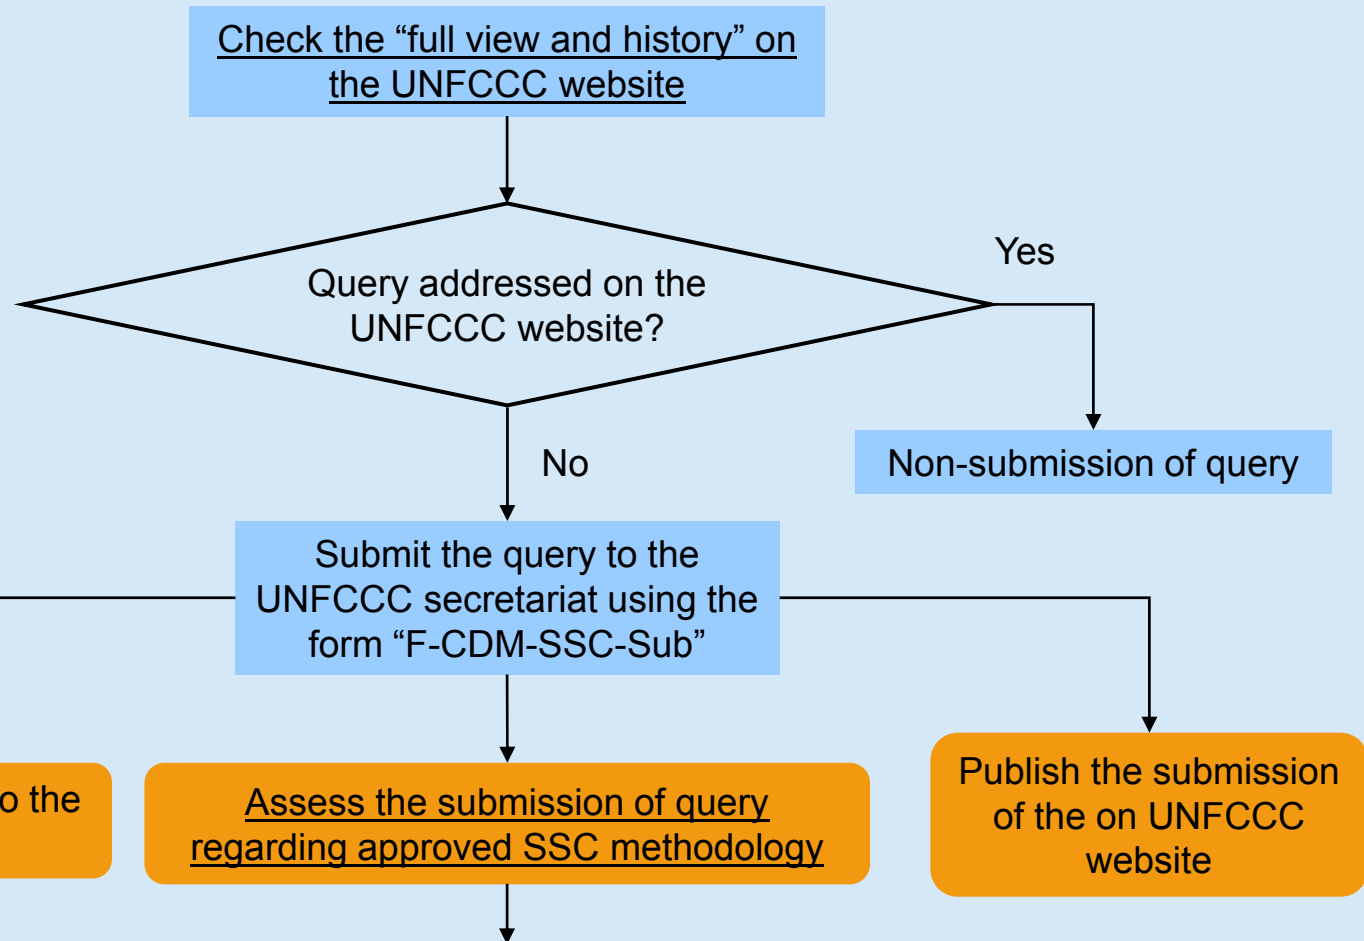 Check the “full view and history” on
the UNFCCC website
Query addressed on the
UNFCCC website?
Yes
No
Non-submission of query
Submit the query to the
UNFCCC secretariat using the
form “F-CDM-SSC-Sub”
o the
Assess the submission of query
regarding approved SSC methodology
Publish the submission
of the on UNFCCC
website